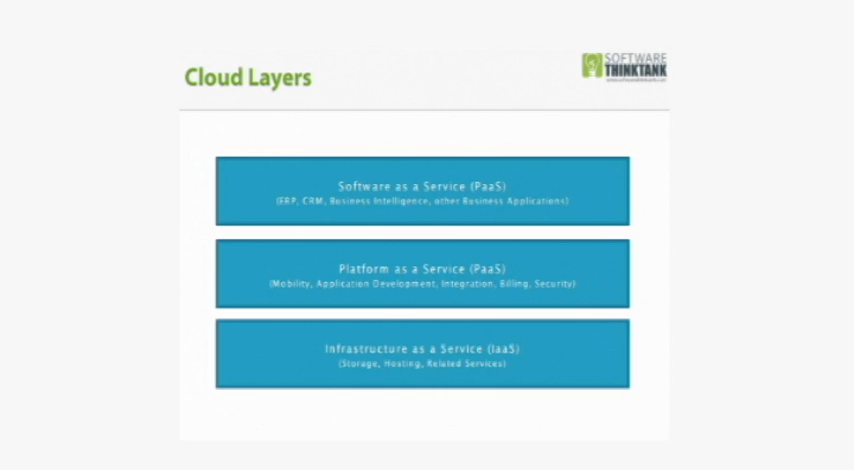 Cloud Layers
SOFTWARE
THINKTANK
Software as a Service (PaaS)
(ERP, CRM, Business Intelligence, other Business Applications)
Platform as a Service (PaaS)
(Mobility, Application Development, Integration, Billing, Security)
Infrastructure as a Service (IaaS)
(Storage, Hosting, Related Services)